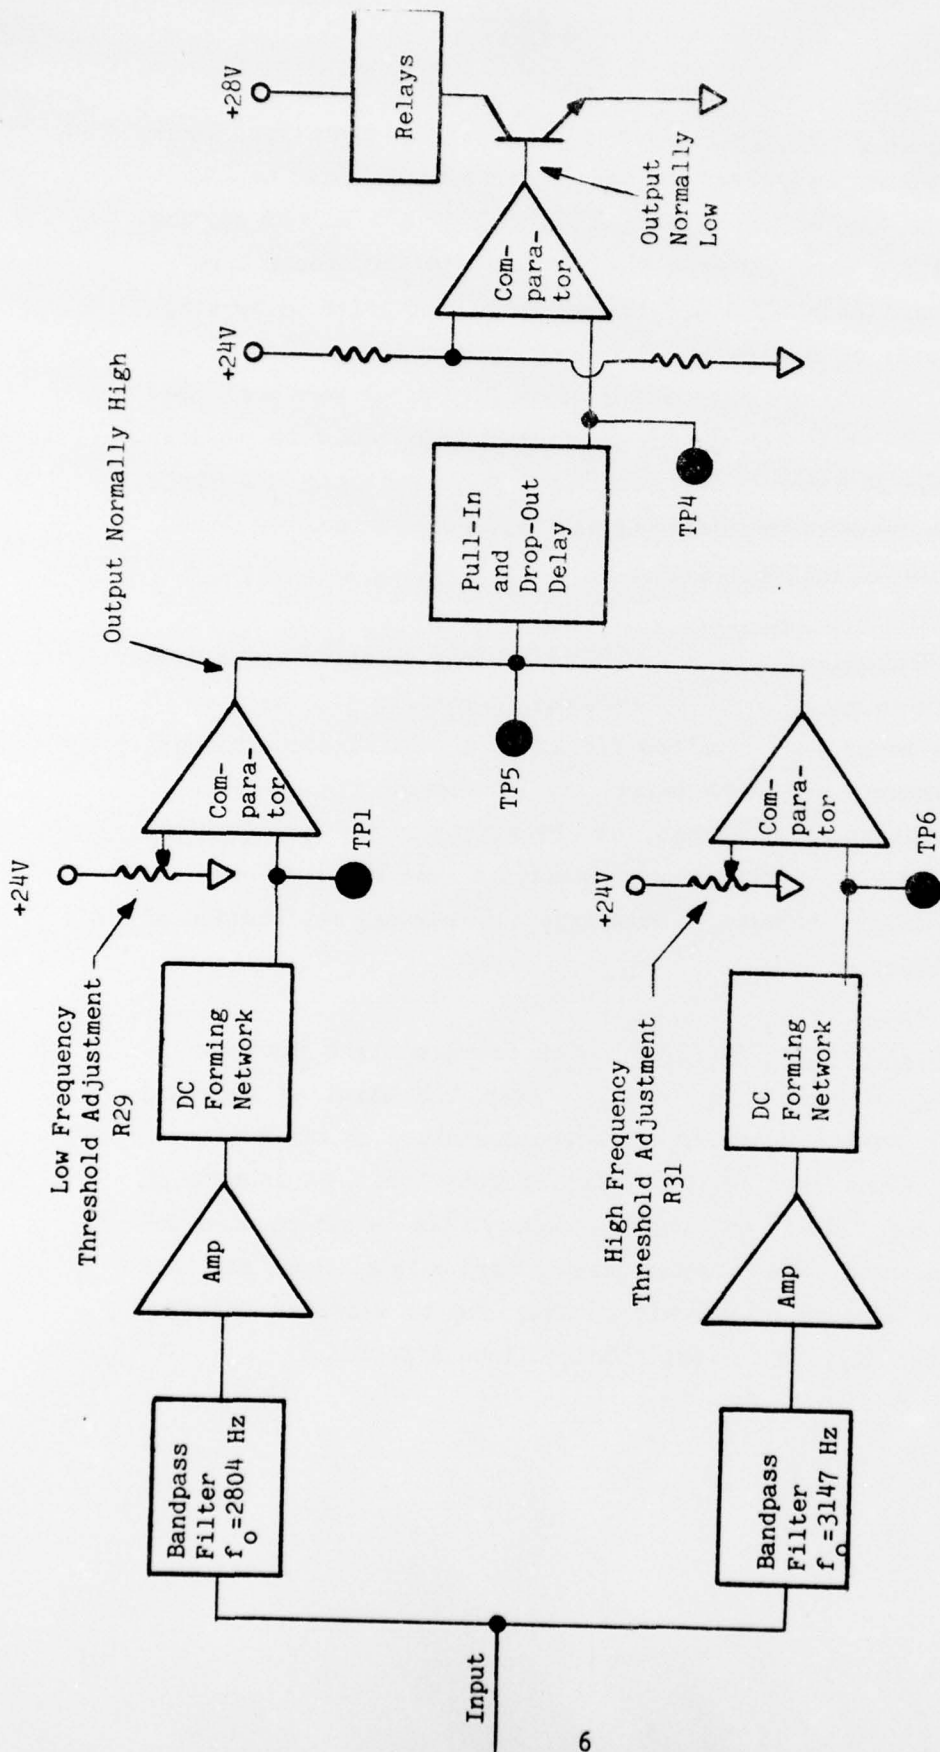 Input
Bandpass
Filter
fo=2804 Hz
Amp
Low Frequency
Threshold Adjustment
R29
DC
Forming
Network
+24V
TP1
Com-
para-
tor
Output Normally High
Bandpass
Filter
fo=3147 Hz
Amp
High Frequency
Threshold Adjustment
R31
DC
Forming
Network
+24V
TP6
Com-
para-
tor
TP5
Pull-In
and
Drop-Out
Delay
TP4
+24V
Com-
para-
tor
Output
Normally
Low
+28V
Relays
6